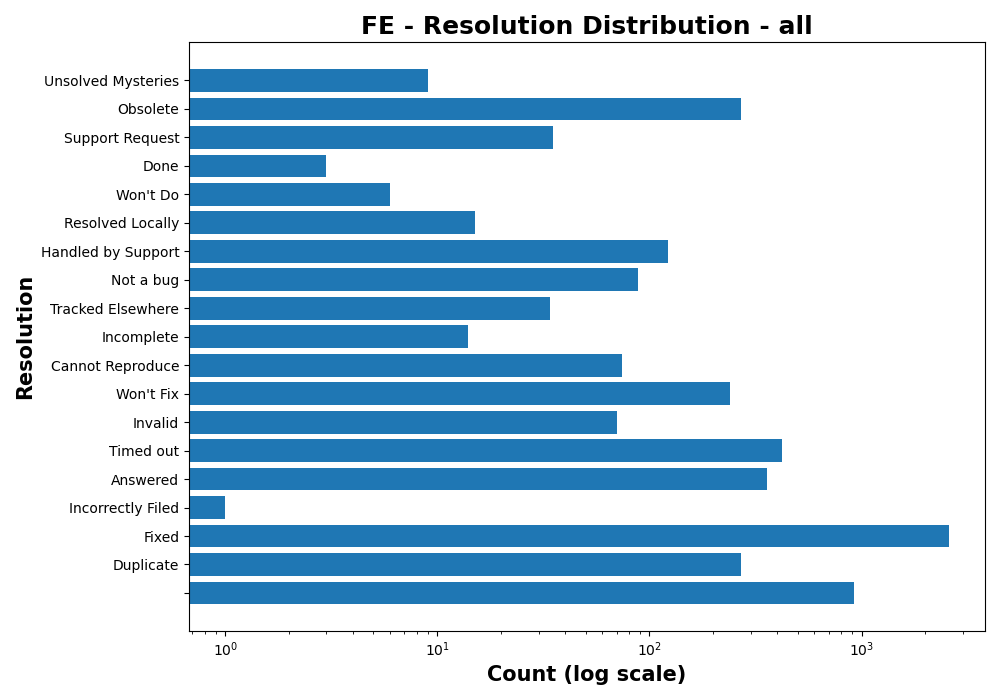 FE - Resolution Distribution - all
Unsolved Mysteries
Obsolete
Support Request
Done
Won't Do
Resolved Locally
Handled by Support
Not a bug
Tracked Elsewhere
Incomplete
Cannot Reproduce
Won't Fix
Invalid
Timed out
Answered
Incorrectly Filed
Fixed
Duplicate
Resolution
10⁰ 10¹ 10² 10³
Count (log scale)